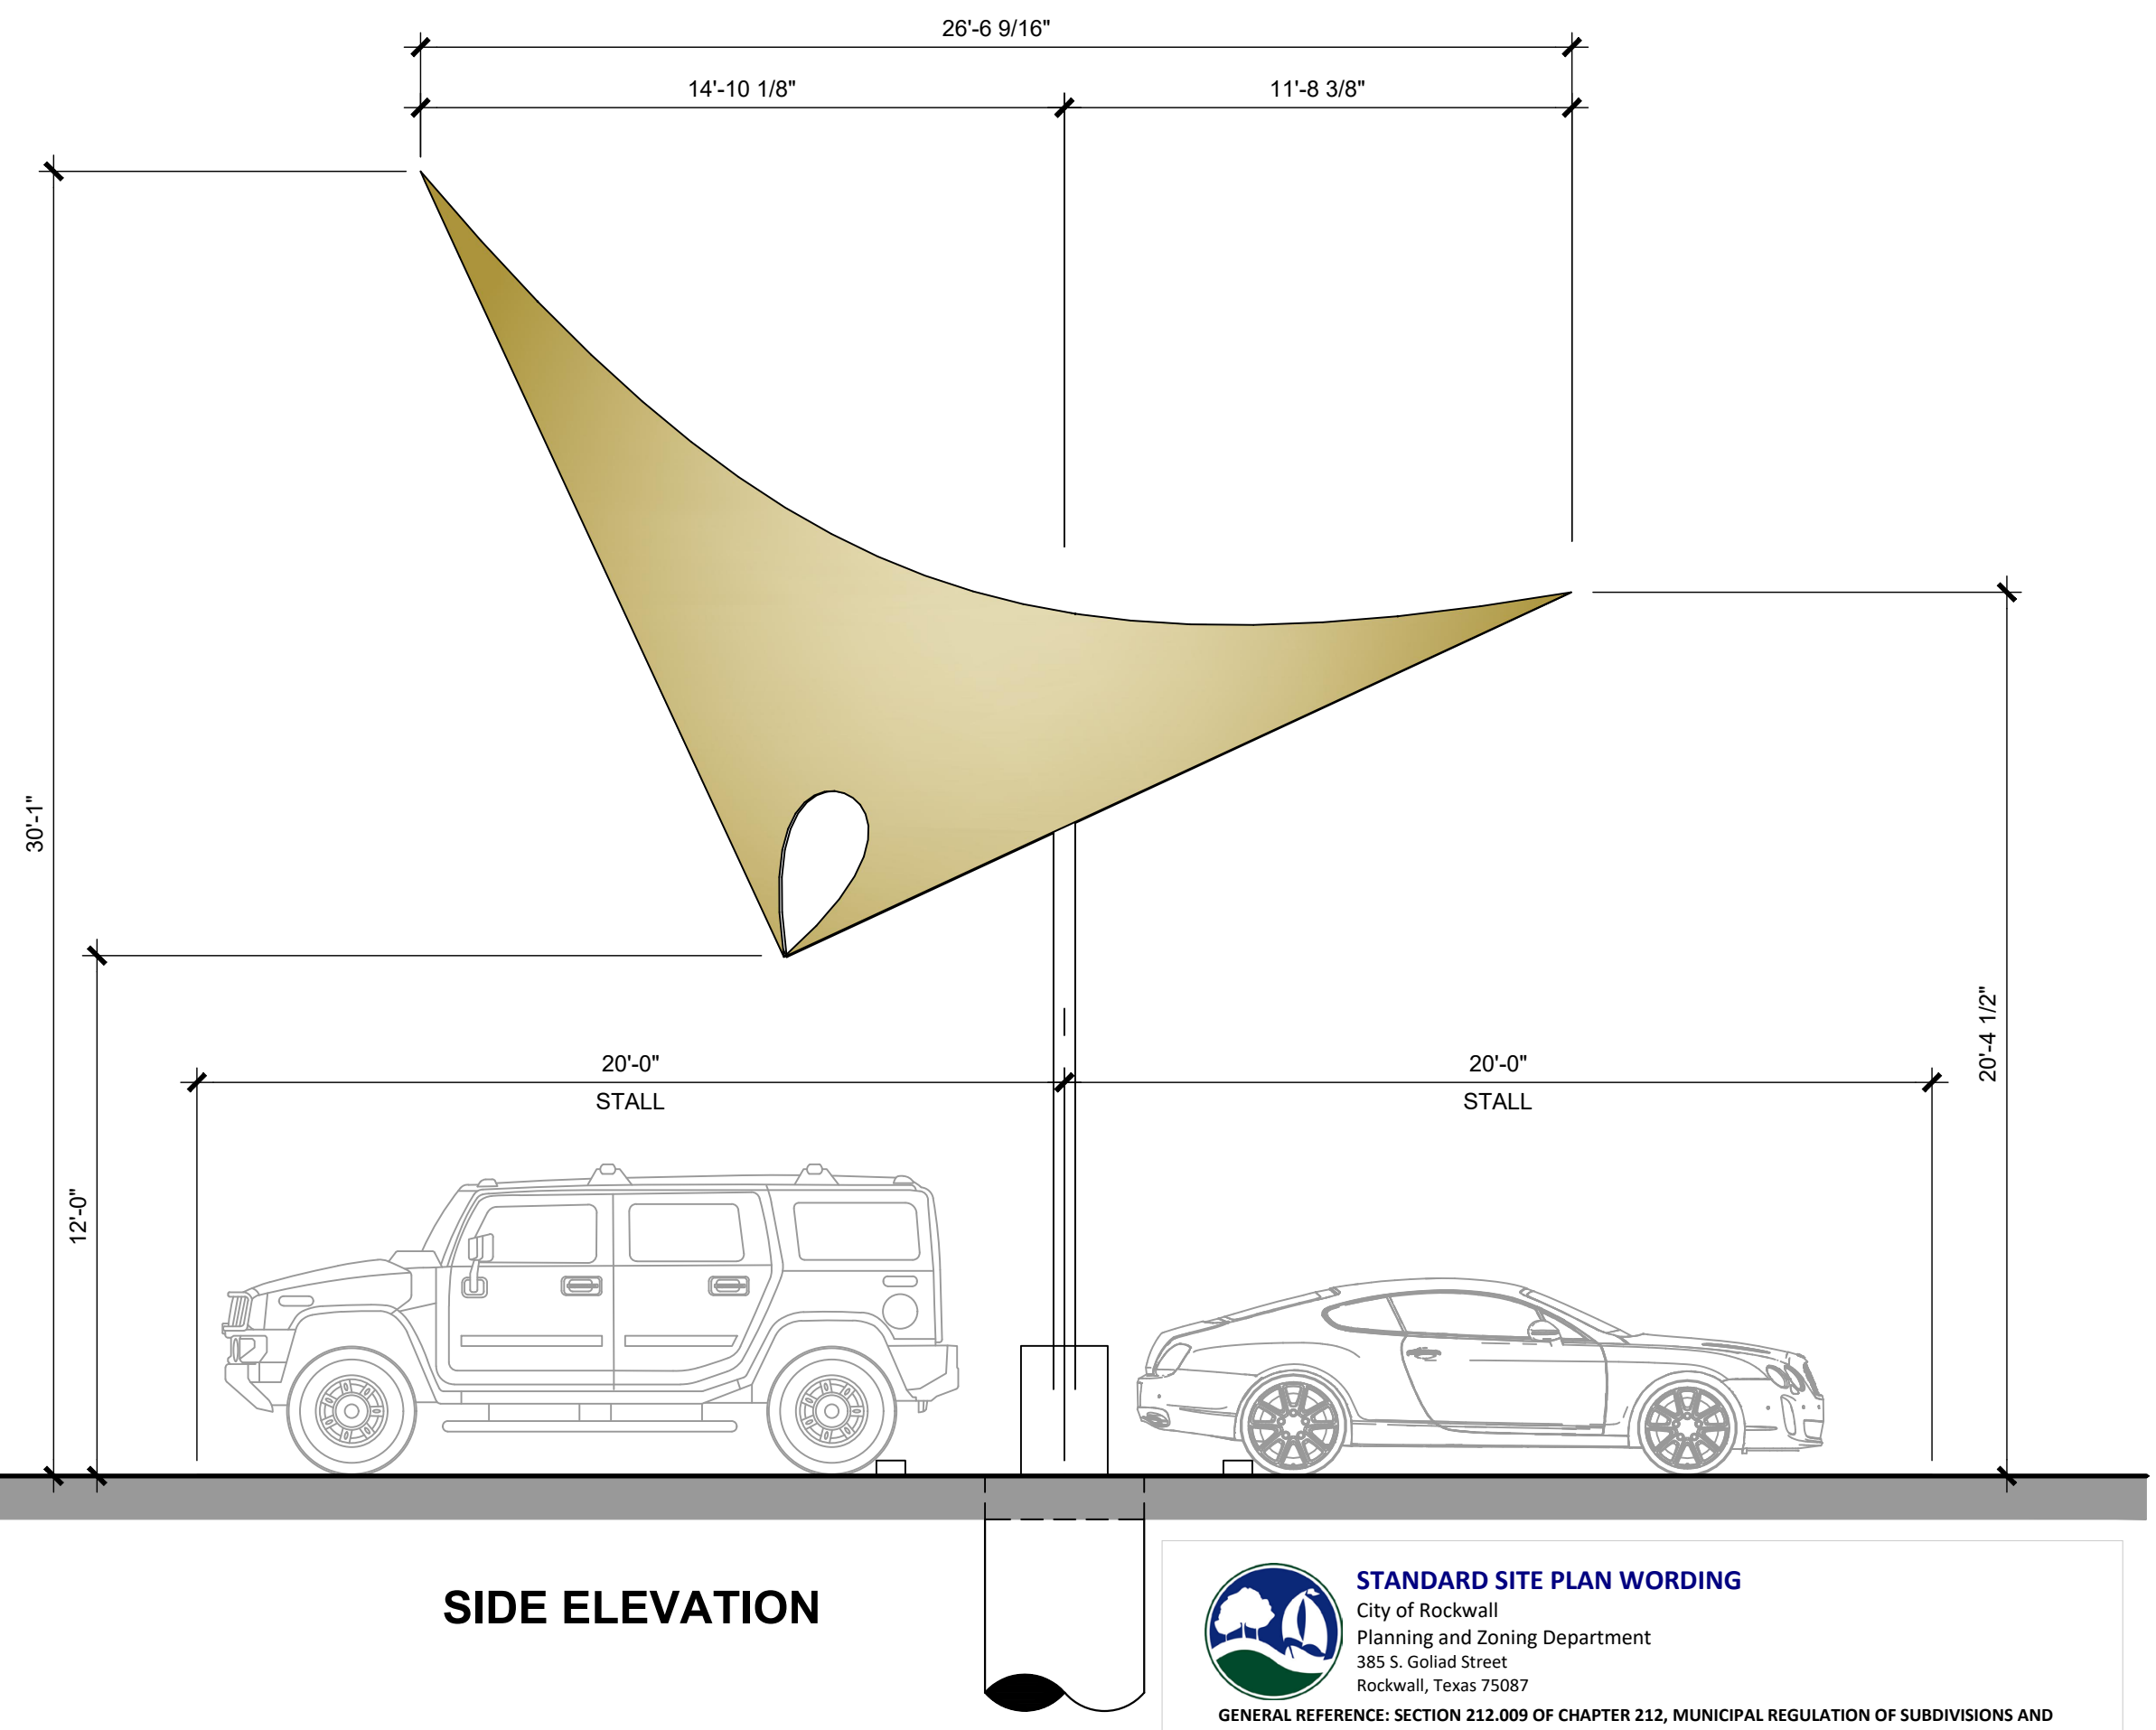 26'-6 9/16"
14'-10 1/8"
11'-8 3/8"
30'-1"
12'-0"
20'-4 1/2"
20'-0"
STALL
20'-0"
STALL
SIDE ELEVATION
STANDARD SITE PLAN WORDING
City of Rockwall
Planning and Zoning Department
385 S. Goliad Street
Rockwall, Texas 75087
GENERAL REFERENCE: SECTION 212.009 OF CHAPTER 212, MUNICIPAL REGULATION OF SUBDIVISIONS AND